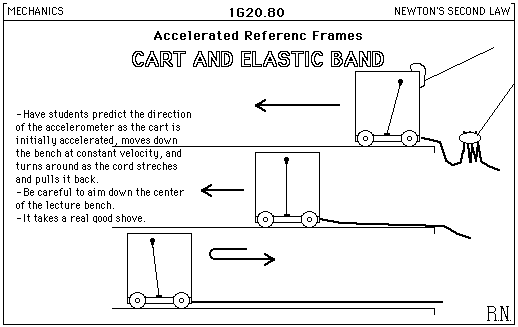 MECHANICS
1G20.80
NEWTON'S SECOND LAW
Accelerated Referenc Frames
CART AND ELASTIC BAND
-Have students predict the direction
of the accelerometer as the cart is
initially accelerated, moves down
the bench at constant velocity, and
turns around as the cord streches
and pulls it back.
-Be careful to aim down the center
of the lecture bench.
-It takes a real good shove.
R.N.